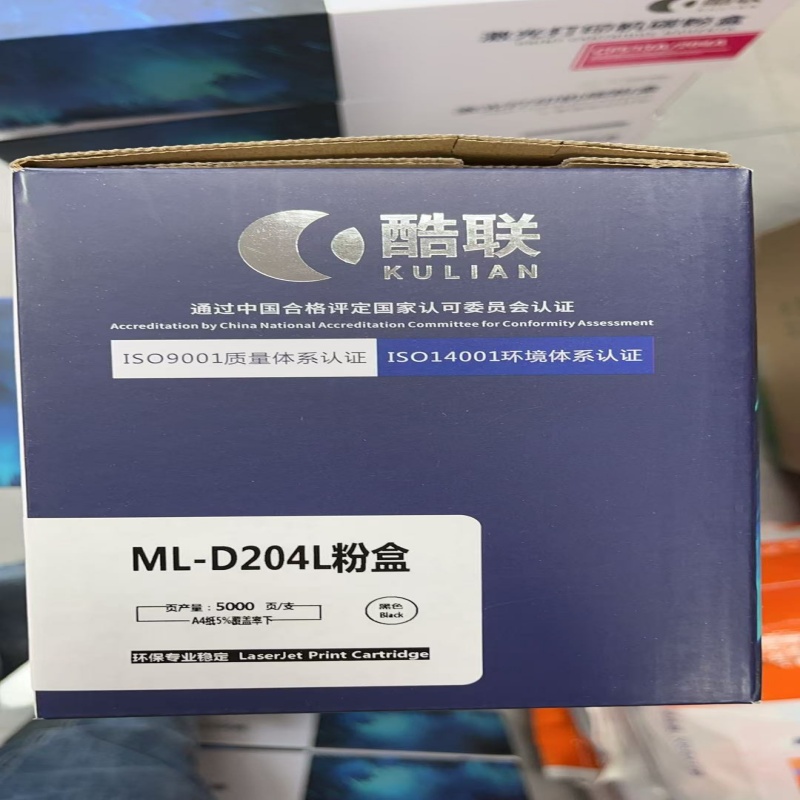 酷联
KULIAN
通过中国合格评定国家认可委员会认证
Accreditation by China National Accreditation Committee for Conformity Assessment
ISO9001质量体系认证 ISO14001环境体系认证
ML-D204L粉盒
页产量：5000 页/支
A4纸5%覆盖率下
黑色
Black
环保专业稳定 LaserJet Print Cartridge